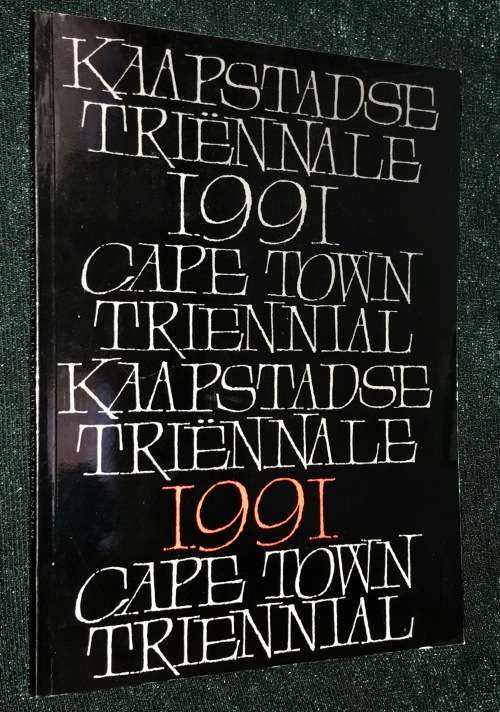 KAAPSTADSE
TRIËNNALE
1991
CAPE TOWN
TRIENNIAL
KAAPSTADSE
TRIËNNALE
1991
CAPE TOWN
TRIENNIAL